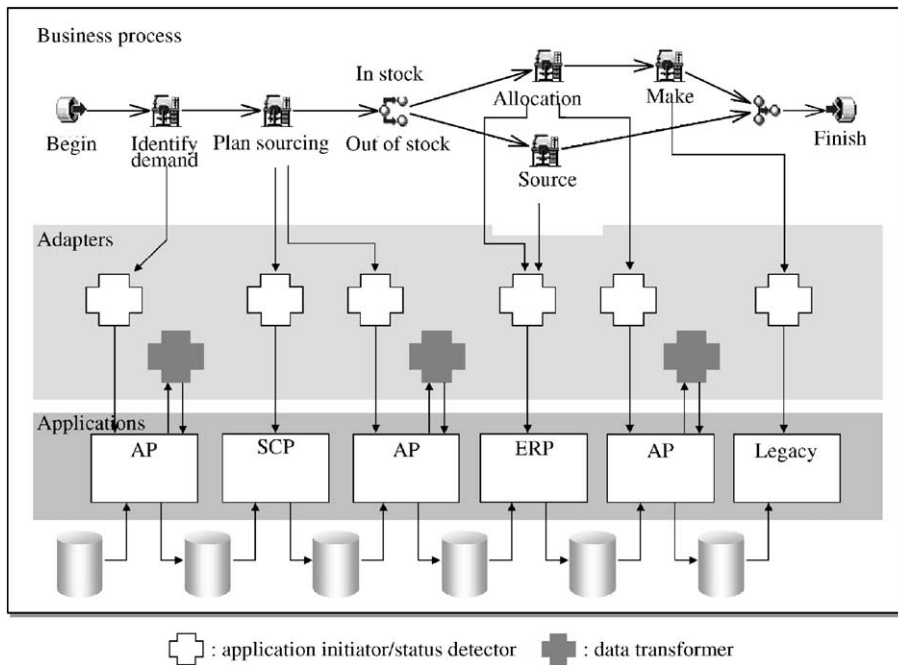 Business process
In stock
Allocation
Make
Begin
Identify
demand
Plan sourcing
Out of stock
Source
Finish
Adapters
Applications
AP
SCP
AP
ERP
AP
Legacy
: application initiator/status detector
: data transformer